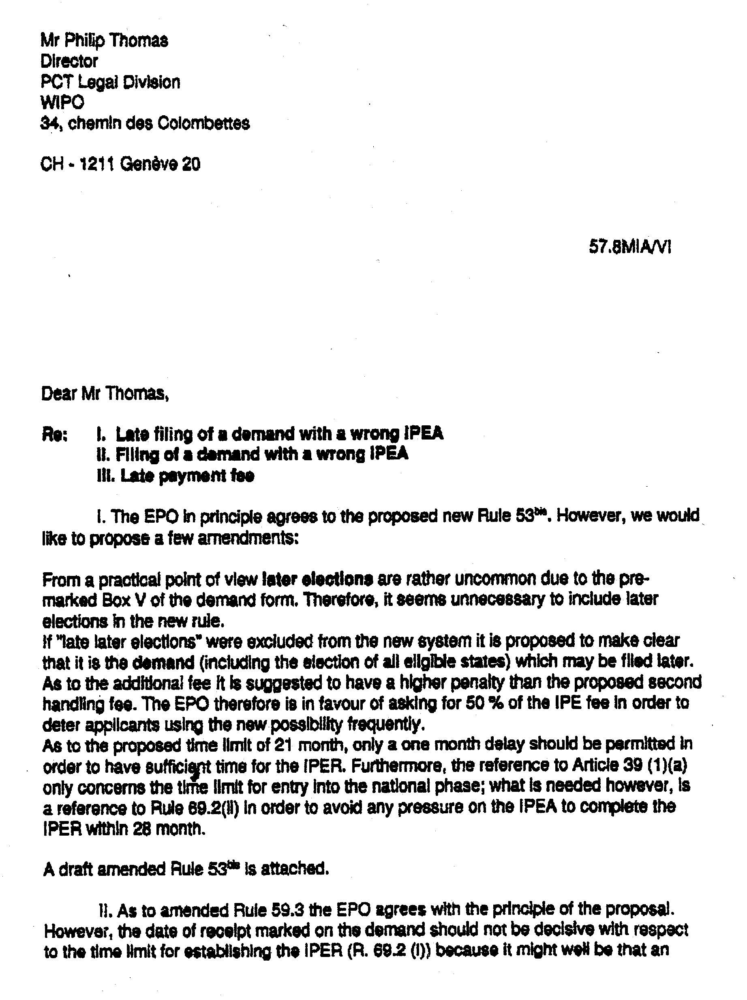 Mr Philip Thomas
Director
PCT Legal Division
WIPO
34, chemin des Colombettes
CH - 1211 Genève 20
57.8MIA/VI
Dear Mr Thomas,
Re: I. Late filing of a demand with a wrong IPEA
II. Filing of a demand with a wrong IPEA
III. Late payment fee
I. The EPO in principle agrees to the proposed new Rule 53bis. However, we would
like to propose a few amendments:
From a practical point of view later elections are rather uncommon due to the pre-
marked Box V of the demand form. Therefore, it seems unnecessary to include later
elections in the new rule.
If "late later elections" were excluded from the new system it is proposed to make clear
that it is the demand (including the election of all eligible states) which may be filed later.
As to the additional fee it is suggested to have a higher penalty than the proposed second
handling fee. The EPO therefore is in favour of asking for 50 % of the IPE fee in order to
deter applicants using the new possibility frequently.
As to the proposed time limit of 21 month, only a one month delay should be permitted in
order to have sufficient time for the IPER. Furthermore, the reference to Article 39 (1)(a)
only concerns the time limit for entry into the national phase; what is needed however, is
a reference to Rule 69.2(ii) in order to avoid any pressure on the IPEA to complete the
IPER within 28 month.
A draft amended Rule 53bis is attached.
II. As to amended Rule 59.3 the EPO agrees with the principle of the proposal.
However, the date of receipt marked on the demand should not be decisive with respect
to the time limit for establishing the IPER (R. 69.2 (i)) because it might well be that an